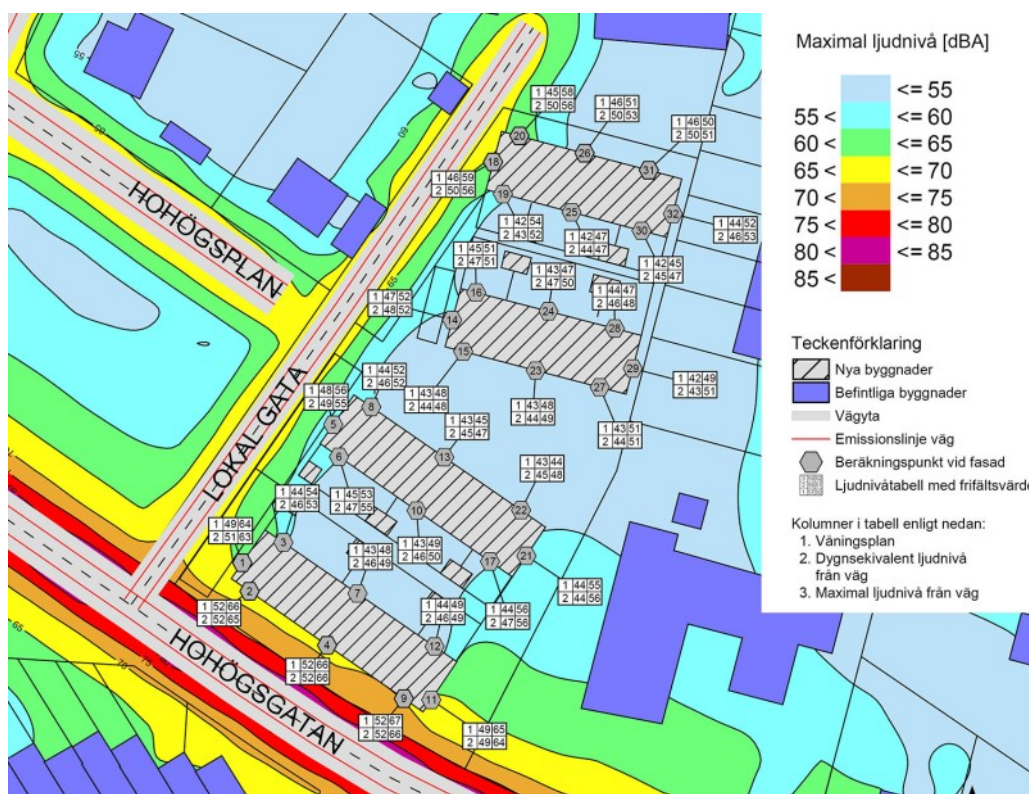 Maximal ljudnivå [dBA]
<= 55
55 < <= 60
60 < <= 65
65 < <= 70
70 < <= 75
75 < <= 80
80 < <= 85
85 <
Teckenförklaring
Nya byggnader
Befintliga byggnader
Vägyta
Emissionslinje väg
Beräkningspunkt vid fasad
Ljudnivåtabell med frifältsvärde
Kolumner i tabell enligt nedan:
1. Våningsplan
2. Dygnsekvivalent ljudnivå
från väg
3. Maximal ljudnivå från väg
HOHÖGSPLAN
LOKAL GATA
HOHÖGSGATAN
55
65
60
65
65
70
75
20
1 45 58
2 50 56
26
1 46 51
2 50 53
31
1 46 50
2 50 51
18
1 46 59
2 50 56
19
1 42 54
2 43 52
25
1 42 47
2 44 47
30
1 42 45
2 45 47
32
1 44 52
2 46 53
16
1 45 51
2 47 51
24
1 43 47
2 47 50
28
1 44 47
2 46 48
14
1 47 52
2 48 52
15
1 43 48
2 44 48
23
1 43 48
2 44 49
27
1 43 51
2 44 51
29
1 42 49
2 43 51
8
1 44 52
2 46 52
5
1 48 56
2 49 55
6
1 45 53
2 47 55
13
1 43 45
2 45 47
10
1 43 49
2 46 50
22
1 43 44
2 45 48
17
1 44 56
2 47 56
21
1 44 55
2 44 56
3
1 44 54
2 46 53
1
1 49 64
2 51 63
2
1 52 66
2 52 65
7
1 43 48
2 46 49
4
1 52 66
2 52 66
12
1 44 49
2 46 49
9
1 52 67
2 52 66
11
1 49 65
2 49 64